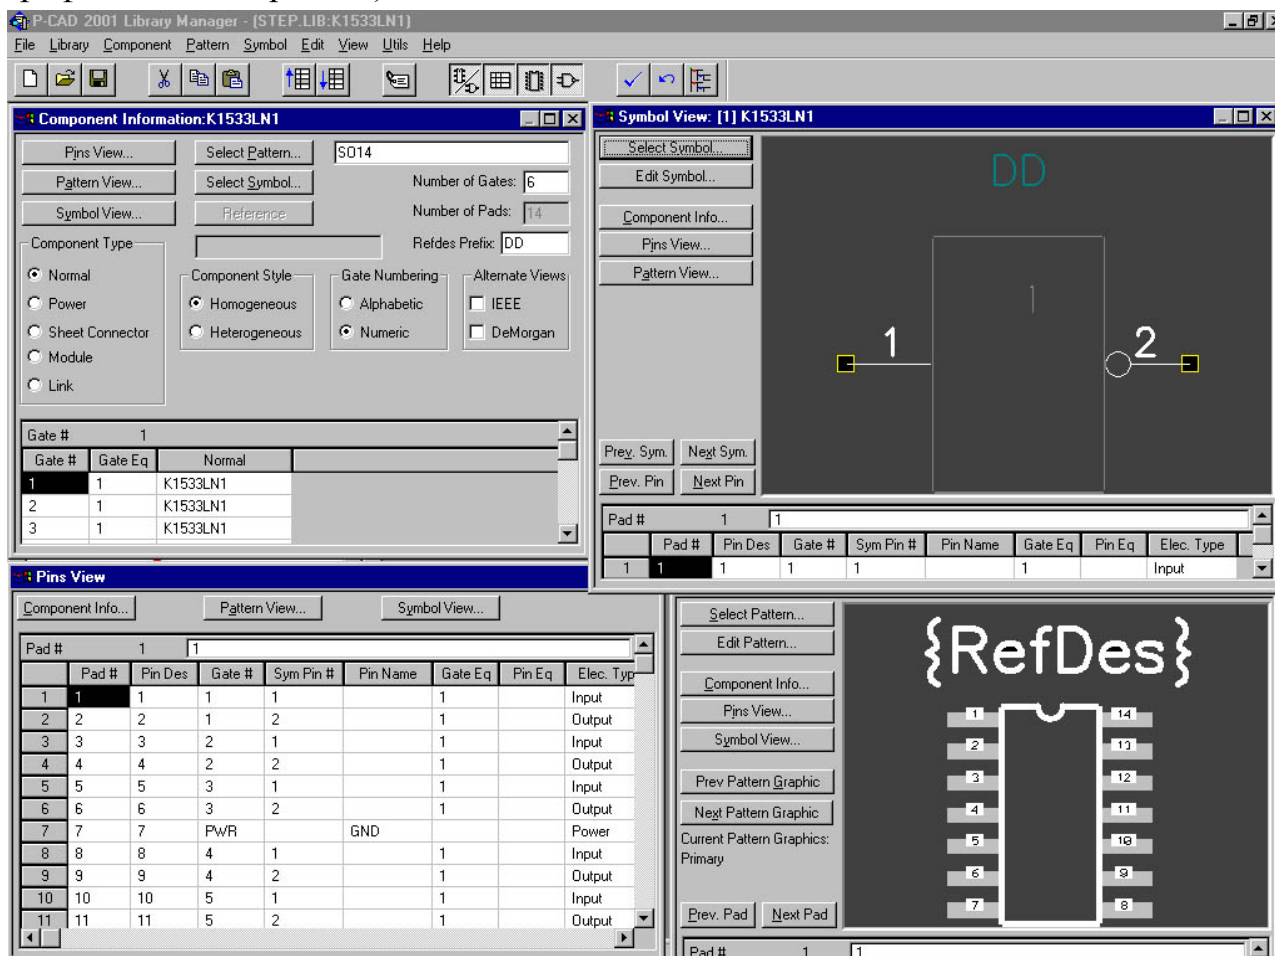 P-CAD 2001 Library Manager - (STEP.LIB:K1533LN1)
File Library Component Pattern Symbol Edit View Utils Help
Component Information:K1533LN1
Pins View... Select Pattern... SO14
Pattern View... Select Symbol... Number of Gates: 6
Symbol View... Reference Number of Pads: 14
Component Type Refdes Prefix: DD
Normal Component Style Gate Numbering Alternate Views
Power Homogeneous Alphabetic IEEE
Sheet Connector Heterogeneous Numeric DeMorgan
Module
Link
Gate # 1
Gate # Gate Eq Normal
1 1 K1533LN1
2 1 K1533LN1
3 1 K1533LN1
Symbol View: [1] K1533LN1
Select Symbol...
Edit Symbol...
Component Info...
Pins View...
Pattern View...
DD
1
1 2
Prev. Sym. Next Sym.
Prev. Pin Next Pin
Pad # 1 1
Pad # Pin Des Gate # Sym Pin # Pin Name Gate Eq Pin Eq Elec. Type
1 1 1 1 1 1 Input
Pins View
Component Info... Pattern View... Symbol View...
Pad # 1 1
Pad # Pin Des Gate # Sym Pin # Pin Name Gate Eq Pin Eq Elec. Typ
1 1 1 1 1 1 Input
2 2 2 1 2 1 Output
3 3 3 2 1 1 Input
4 4 4 2 2 1 Output
5 5 5 3 1 1 Input
6 6 6 3 2 1 Output
7 7 7 PWR GND Power
8 8 8 4 1 1 Input
9 9 9 4 2 1 Output
10 10 10 5 1 1 Input
11 11 11 5 2 1 Output
Select Pattern...
Edit Pattern...
Component Info...
Pins View...
Symbol View...
Prev Pattern Graphic
Next Pattern Graphic
Current Pattern Graphics:
Primary
Prev. Pad Next Pad
{RefDes}
1 14
2 13
3 12
4 11
5 10
6 9
7 8
Pad # 1 1